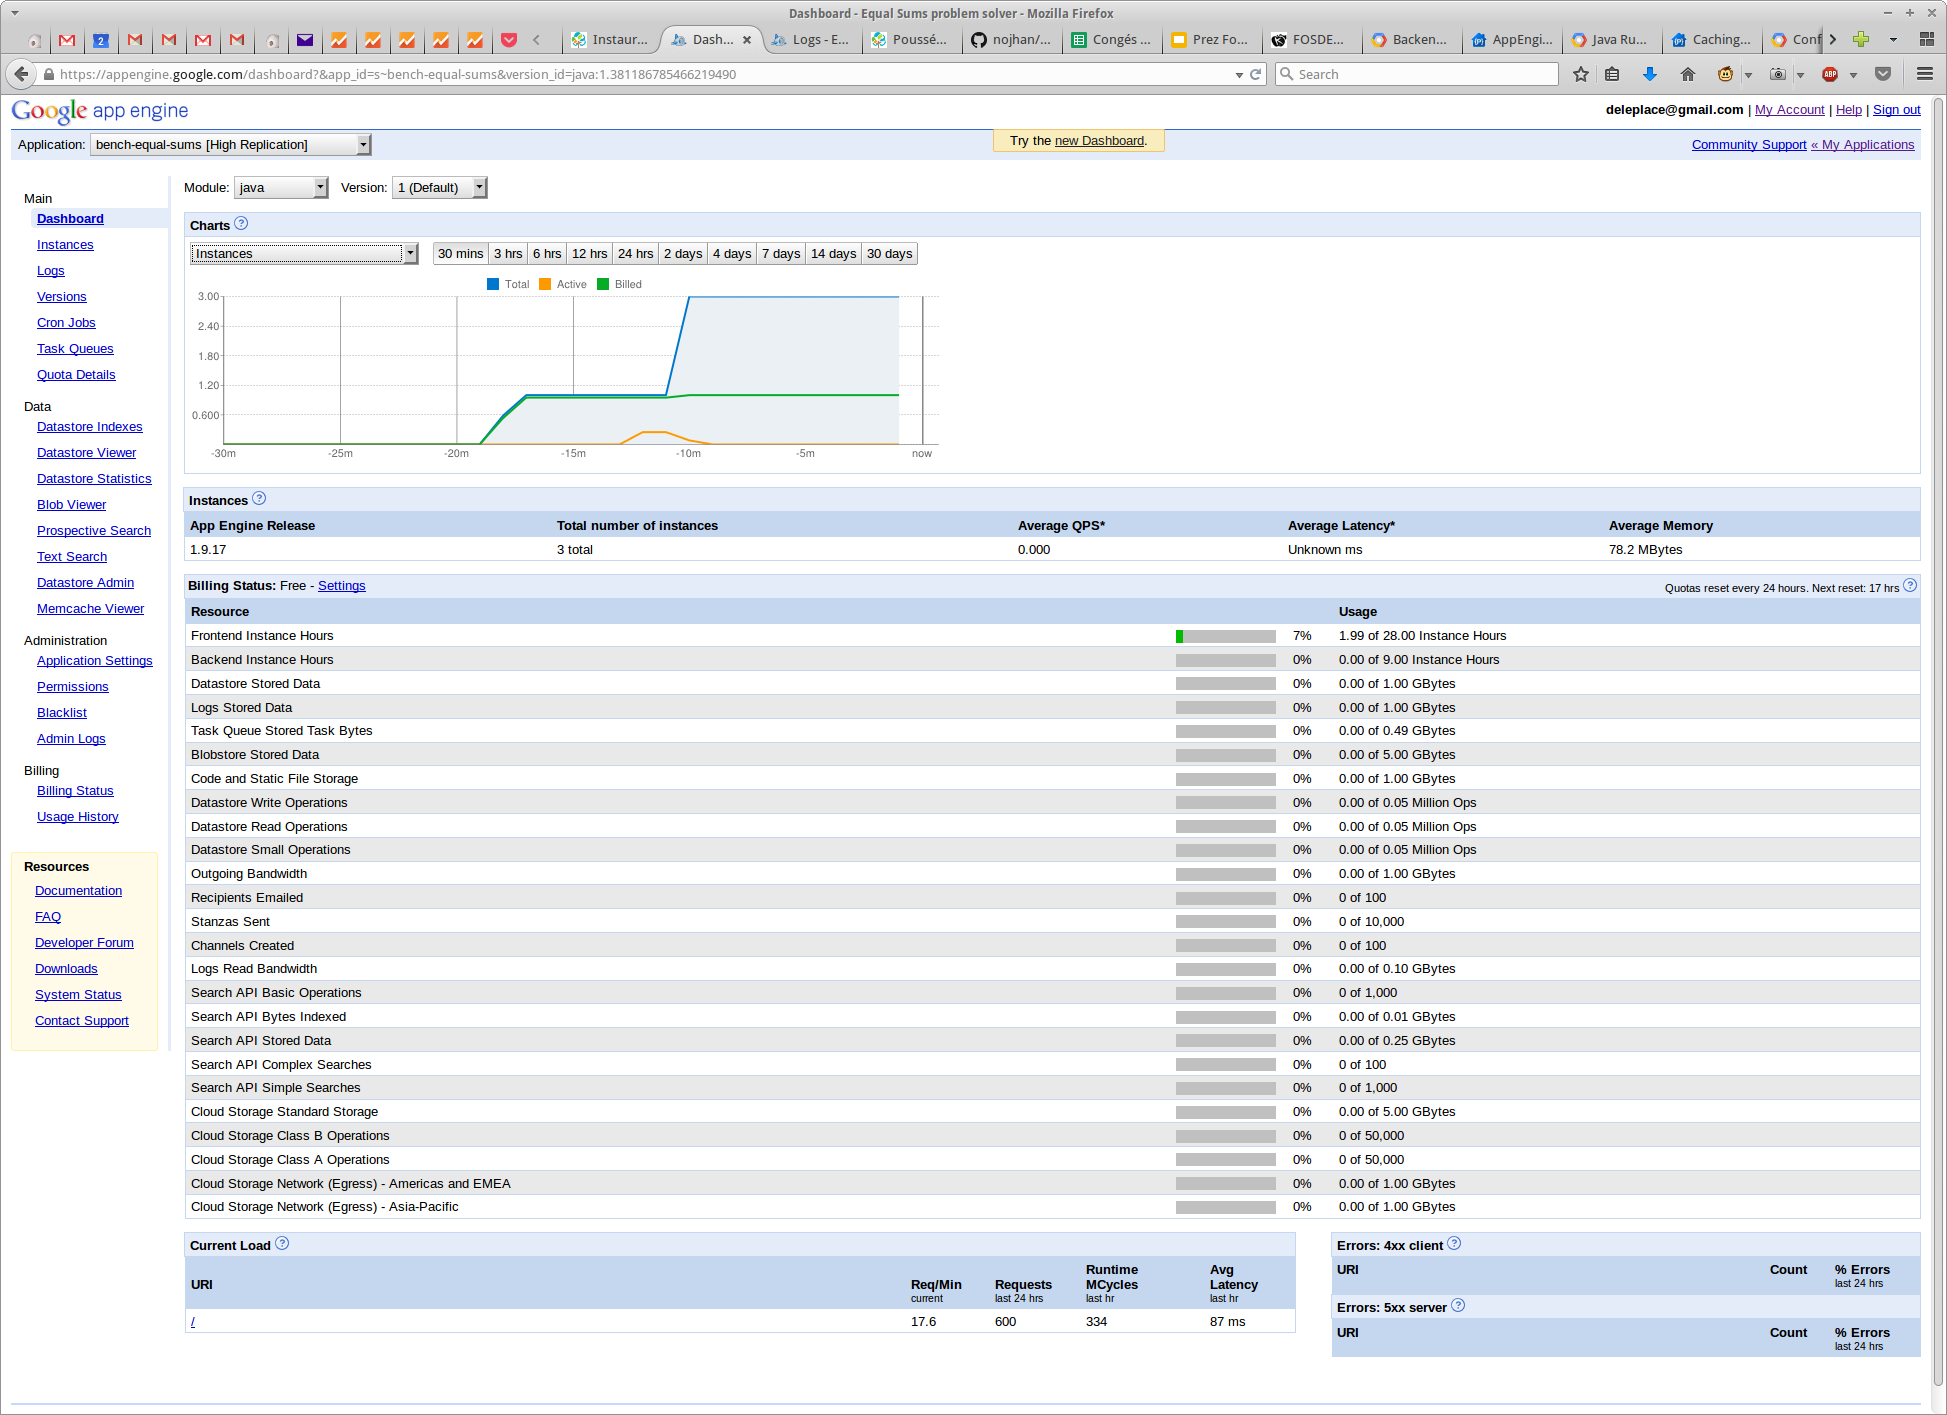 Dashboard - Equal Sums problem solver - Mozilla Firefox
2
Instaur...
Dash...
Logs - E...
Poussé...
nojhan/...
Congés ...
Prez Fo...
FOSDE...
Backen...
AppEngi...
Java Ru...
Caching...
Conf
https://appengine.google.com/dashboard?&app_id=s~bench-equal-sums&version_id=java:1.381186785466219490
Search
ABP
Google app engine
deleplace@gmail.com | My Account | Help | Sign out
Application: bench-equal-sums [High Replication]
Try the new Dashboard.
Community Support « My Applications
Main
Dashboard
Instances
Logs
Versions
Cron Jobs
Task Queues
Quota Details
Data
Datastore Indexes
Datastore Viewer
Datastore Statistics
Blob Viewer
Prospective Search
Text Search
Datastore Admin
Memcache Viewer
Administration
Application Settings
Permissions
Blacklist
Admin Logs
Billing
Billing Status
Usage History
Resources
Documentation
FAQ
Developer Forum
Downloads
System Status
Contact Support
Module: java Version: 1 (Default)
Charts ?
Instances 30 mins 3 hrs 6 hrs 12 hrs 24 hrs 2 days 4 days 7 days 14 days 30 days
Total Active Billed
3.00
2.40
1.80
1.20
0.600
-30m -25m -20m -15m -10m -5m now
Instances ?
App Engine Release Total number of instances Average QPS* Average Latency* Average Memory
1.9.17 3 total 0.000 Unknown ms 78.2 MBytes
Billing Status: Free - Settings Quotas reset every 24 hours. Next reset: 17 hrs ?
Resource Usage
Frontend Instance Hours 7% 1.99 of 28.00 Instance Hours
Backend Instance Hours 0% 0.00 of 9.00 Instance Hours
Datastore Stored Data 0% 0.00 of 1.00 GBytes
Logs Stored Data 0% 0.00 of 1.00 GBytes
Task Queue Stored Task Bytes 0% 0.00 of 0.49 GBytes
Blobstore Stored Data 0% 0.00 of 5.00 GBytes
Code and Static File Storage 0% 0.00 of 1.00 GBytes
Datastore Write Operations 0% 0.00 of 0.05 Million Ops
Datastore Read Operations 0% 0.00 of 0.05 Million Ops
Datastore Small Operations 0% 0.00 of 0.05 Million Ops
Outgoing Bandwidth 0% 0.00 of 1.00 GBytes
Recipients Emailed 0% 0 of 100
Stanzas Sent 0% 0 of 10,000
Channels Created 0% 0 of 100
Logs Read Bandwidth 0% 0.00 of 0.10 GBytes
Search API Basic Operations 0% 0 of 1,000
Search API Bytes Indexed 0% 0.00 of 0.01 GBytes
Search API Stored Data 0% 0.00 of 0.25 GBytes
Search API Complex Searches 0% 0 of 100
Search API Simple Searches 0% 0 of 1,000
Cloud Storage Standard Storage 0% 0.00 of 5.00 GBytes
Cloud Storage Class B Operations 0% 0 of 50,000
Cloud Storage Class A Operations 0% 0 of 50,000
Cloud Storage Network (Egress) - Americas and EMEA 0% 0.00 of 1.00 GBytes
Cloud Storage Network (Egress) - Asia-Pacific 0% 0.00 of 1.00 GBytes
Current Load ?
URI Req/Min current Requests last 24 hrs Runtime MCycles last hr Avg Latency last hr
/ 17.6 600 334 87 ms
Errors: 4xx client ?
URI Count % Errors
last 24 hrs
Errors: 5xx server ?
URI Count % Errors
last 24 hrs